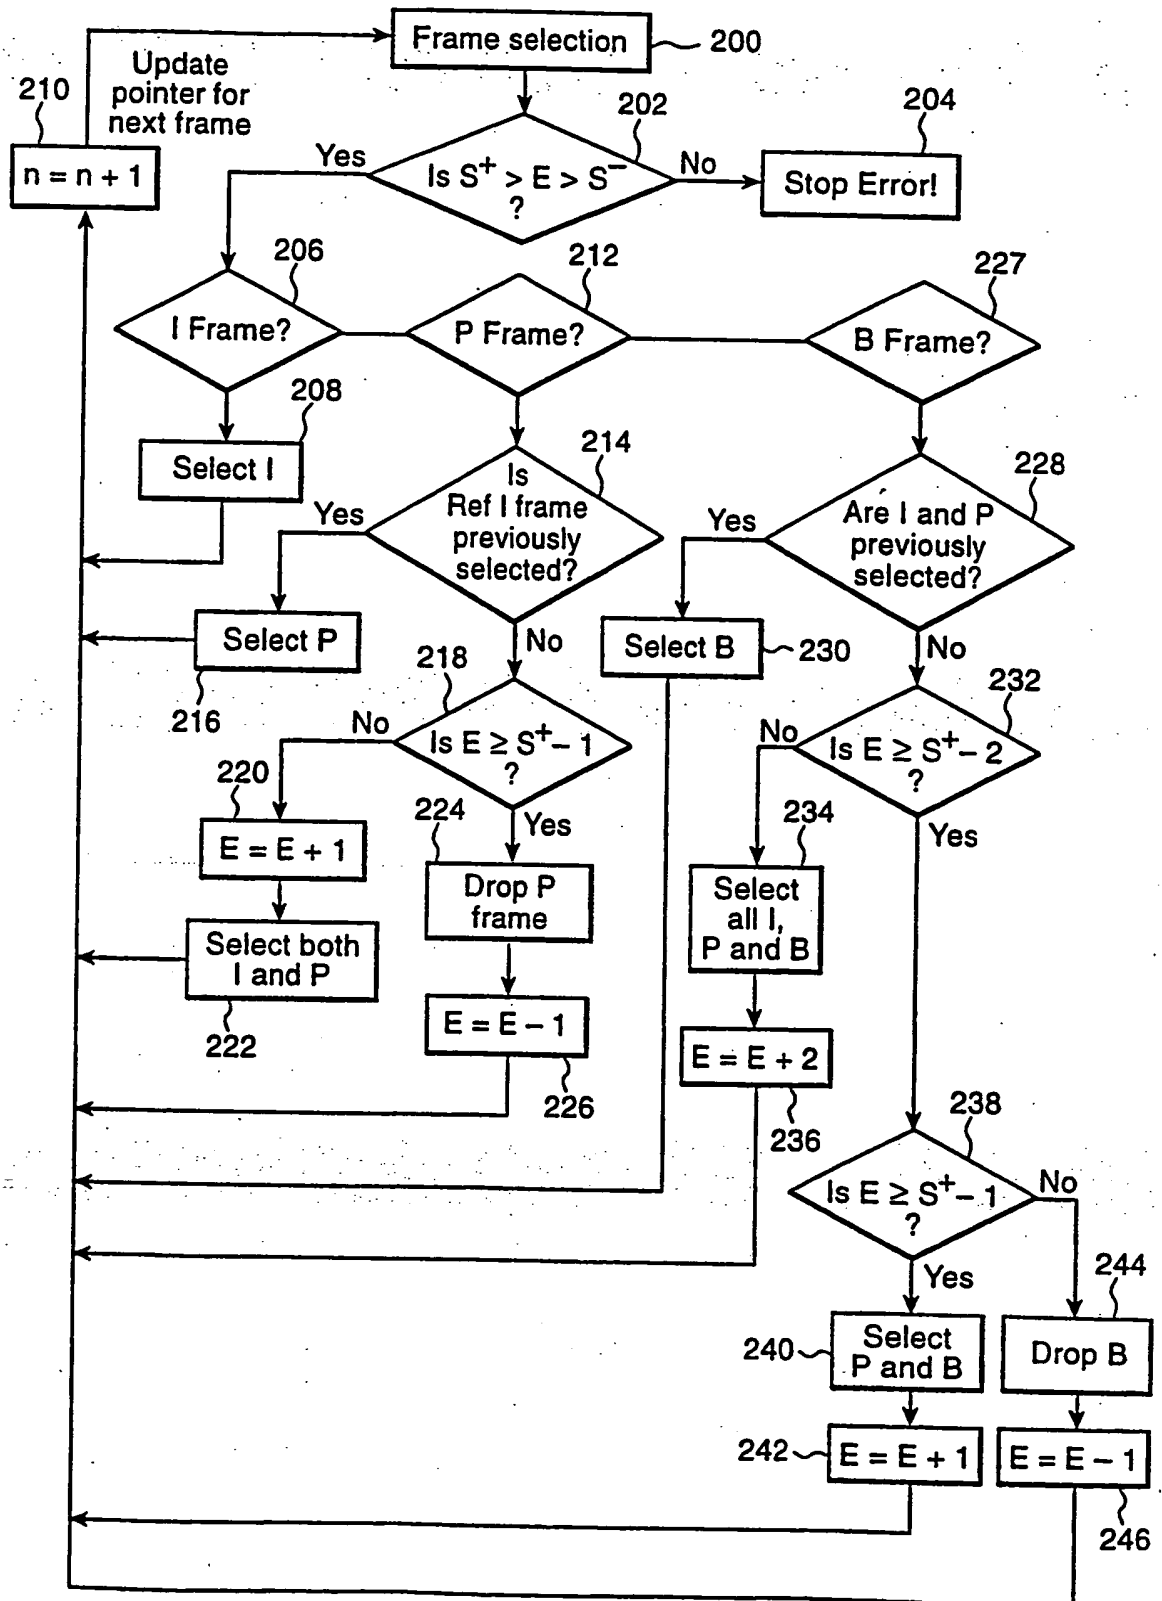 Frame selection
200
Update
pointer for
next frame
210
n = n + 1
202
Is S+ > E > S−
?
Yes
No
204
Stop Error!
206
I Frame?
212
P Frame?
227
B Frame?
208
Select I
214
Is
Ref I frame
previously
selected?
Yes
No
228
Are I and P
previously
selected?
Yes
No
Select P
216
Select B
230
218
Is E ≥ S+ − 1
?
No
Yes
232
Is E ≥ S+ − 2
?
No
Yes
220
E = E + 1
224
Drop P
frame
234
Select
all I,
P and B
Select both
I and P
222
E = E − 1
226
E = E + 2
236
238
Is E ≥ S+ − 1
?
No
Yes
240
Select
P and B
244
Drop B
242
E = E + 1
E = E − 1
246